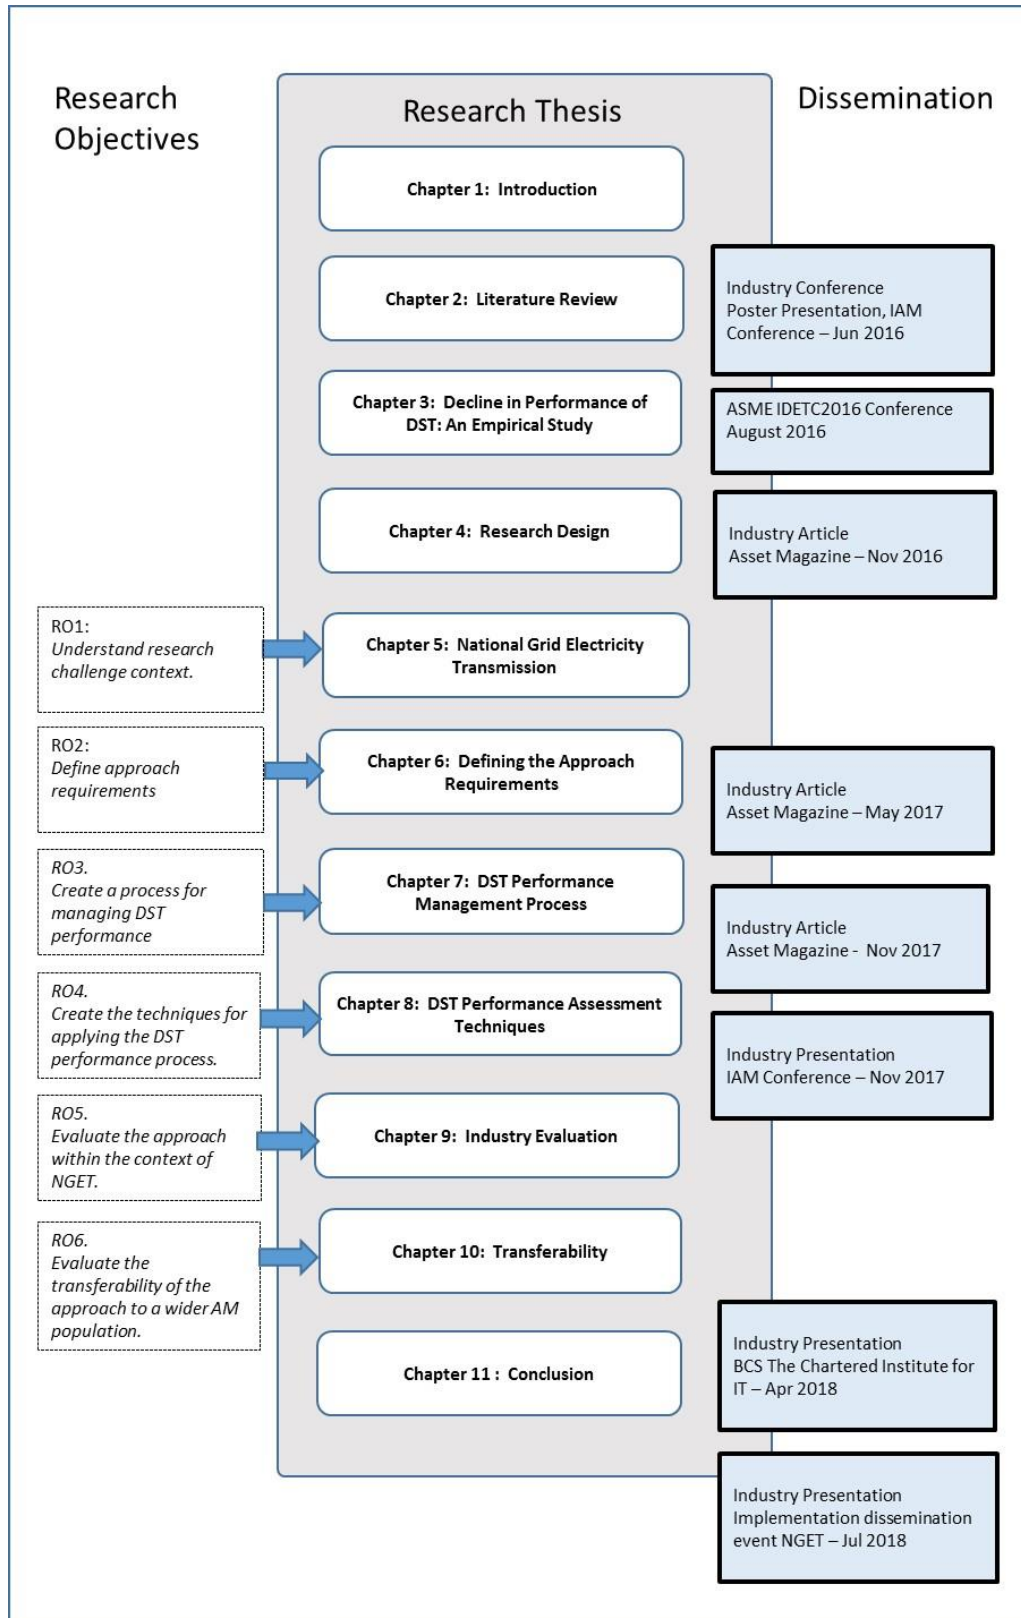 Research
Objectives
Research Thesis
Dissemination
Chapter 1:  Introduction
Chapter 2:  Literature Review
Industry Conference
Poster Presentation, IAM
Conference – Jun 2016
Chapter 3:  Decline in Performance of
DST: An Empirical Study
ASME IDETC2016 Conference
August 2016
Chapter 4:  Research Design
Industry Article
Asset Magazine – Nov 2016
RO1:
Understand research
challenge context.
Chapter 5:  National Grid Electricity
Transmission
RO2:
Define approach
requirements
Chapter 6:  Defining the Approach
Requirements
Industry Article
Asset Magazine – May 2017
RO3.
Create a process for
managing DST
performance
Chapter 7:  DST Performance
Management Process
Industry Article
Asset Magazine -  Nov 2017
RO4.
Create the techniques for
applying the DST
performance process.
Chapter 8:  DST Performance Assessment
Techniques
Industry Presentation
IAM Conference – Nov 2017
RO5.
Evaluate the approach
within the context of
NGET.
Chapter 9:  Industry Evaluation
RO6.
Evaluate the
transferability of the
approach to a wider AM
population.
Chapter 10:  Transferability
Industry Presentation
BCS The Chartered Institute for
IT – Apr 2018
Chapter 11 :  Conclusion
Industry Presentation
Implementation dissemination
event NGET – Jul 2018